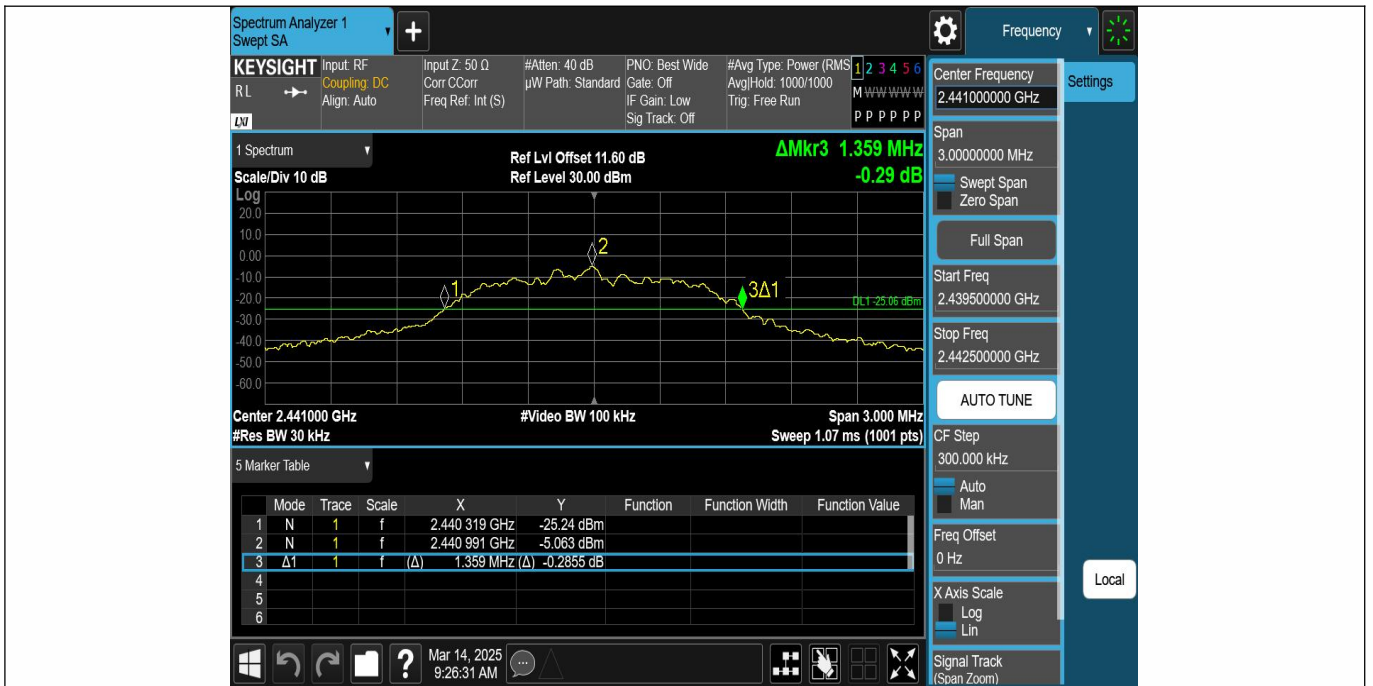 Spectrum Analyzer 1
Swept SA
+
Frequency
KEYSIGHT
RL
LXI
Input: RF
Coupling: DC
Align: Auto
Input Z: 50 Ω
Corr CCorr
Freq Ref: Int (S)
#Atten: 40 dB
µW Path: Standard
PNO: Best Wide
Gate: Off
IF Gain: Low
Sig Track: Off
#Avg Type: Power (RMS
Avg|Hold: 1000/1000
Trig: Free Run
1 2 3 4 5 6
M W W W W W
P P P P P P
1 Spectrum
Scale/Div 10 dB
Ref Lvl Offset 11.60 dB
Ref Level 30.00 dBm
ΔMkr3 1.359 MHz
-0.29 dB
Log
20.0
10.0
0.00
-10.0
-20.0
-30.0
-40.0
-50.0
-60.0
1
2
3Δ1
DL1 -25.06 dBm
Center 2.441000 GHz
#Video BW 100 kHz
Span 3.000 MHz
#Res BW 30 kHz
Sweep 1.07 ms (1001 pts)
5 Marker Table
Mode Trace Scale X Y Function Function Width Function Value
1 N 1 f 2.440 319 GHz -25.24 dBm
2 N 1 f 2.440 991 GHz -5.063 dBm
3 Δ1 1 f (Δ) 1.359 MHz (Δ) -0.2855 dB
4
5
6
?
Mar 14, 2025
9:26:31 AM
Center Frequency
2.441000000 GHz
Settings
Span
3.00000000 MHz
Swept Span
Zero Span
Full Span
Start Freq
2.439500000 GHz
Stop Freq
2.442500000 GHz
AUTO TUNE
CF Step
300.000 kHz
Auto
Man
Freq Offset
0 Hz
Local
X Axis Scale
Log
Lin
Signal Track
(Span Zoom)